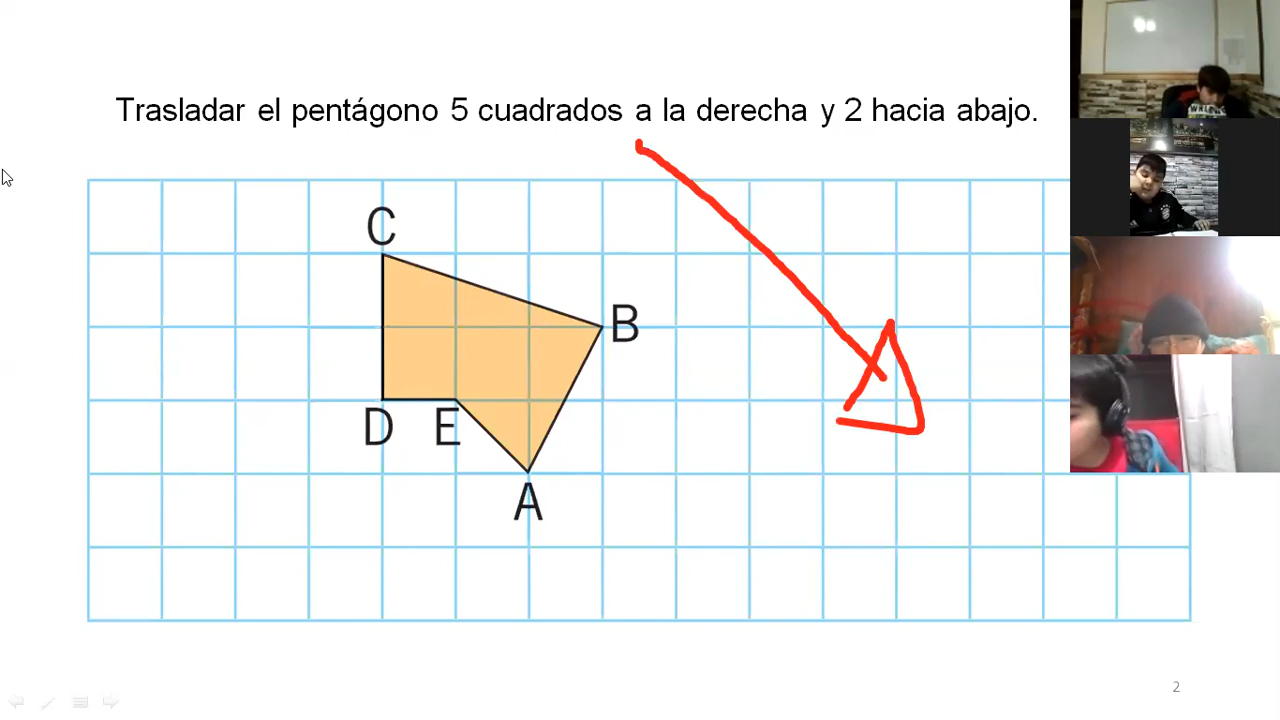 Trasladar el pentágono 5 cuadrados a la derecha y 2 hacia abajo.
C
B
D E
A
2